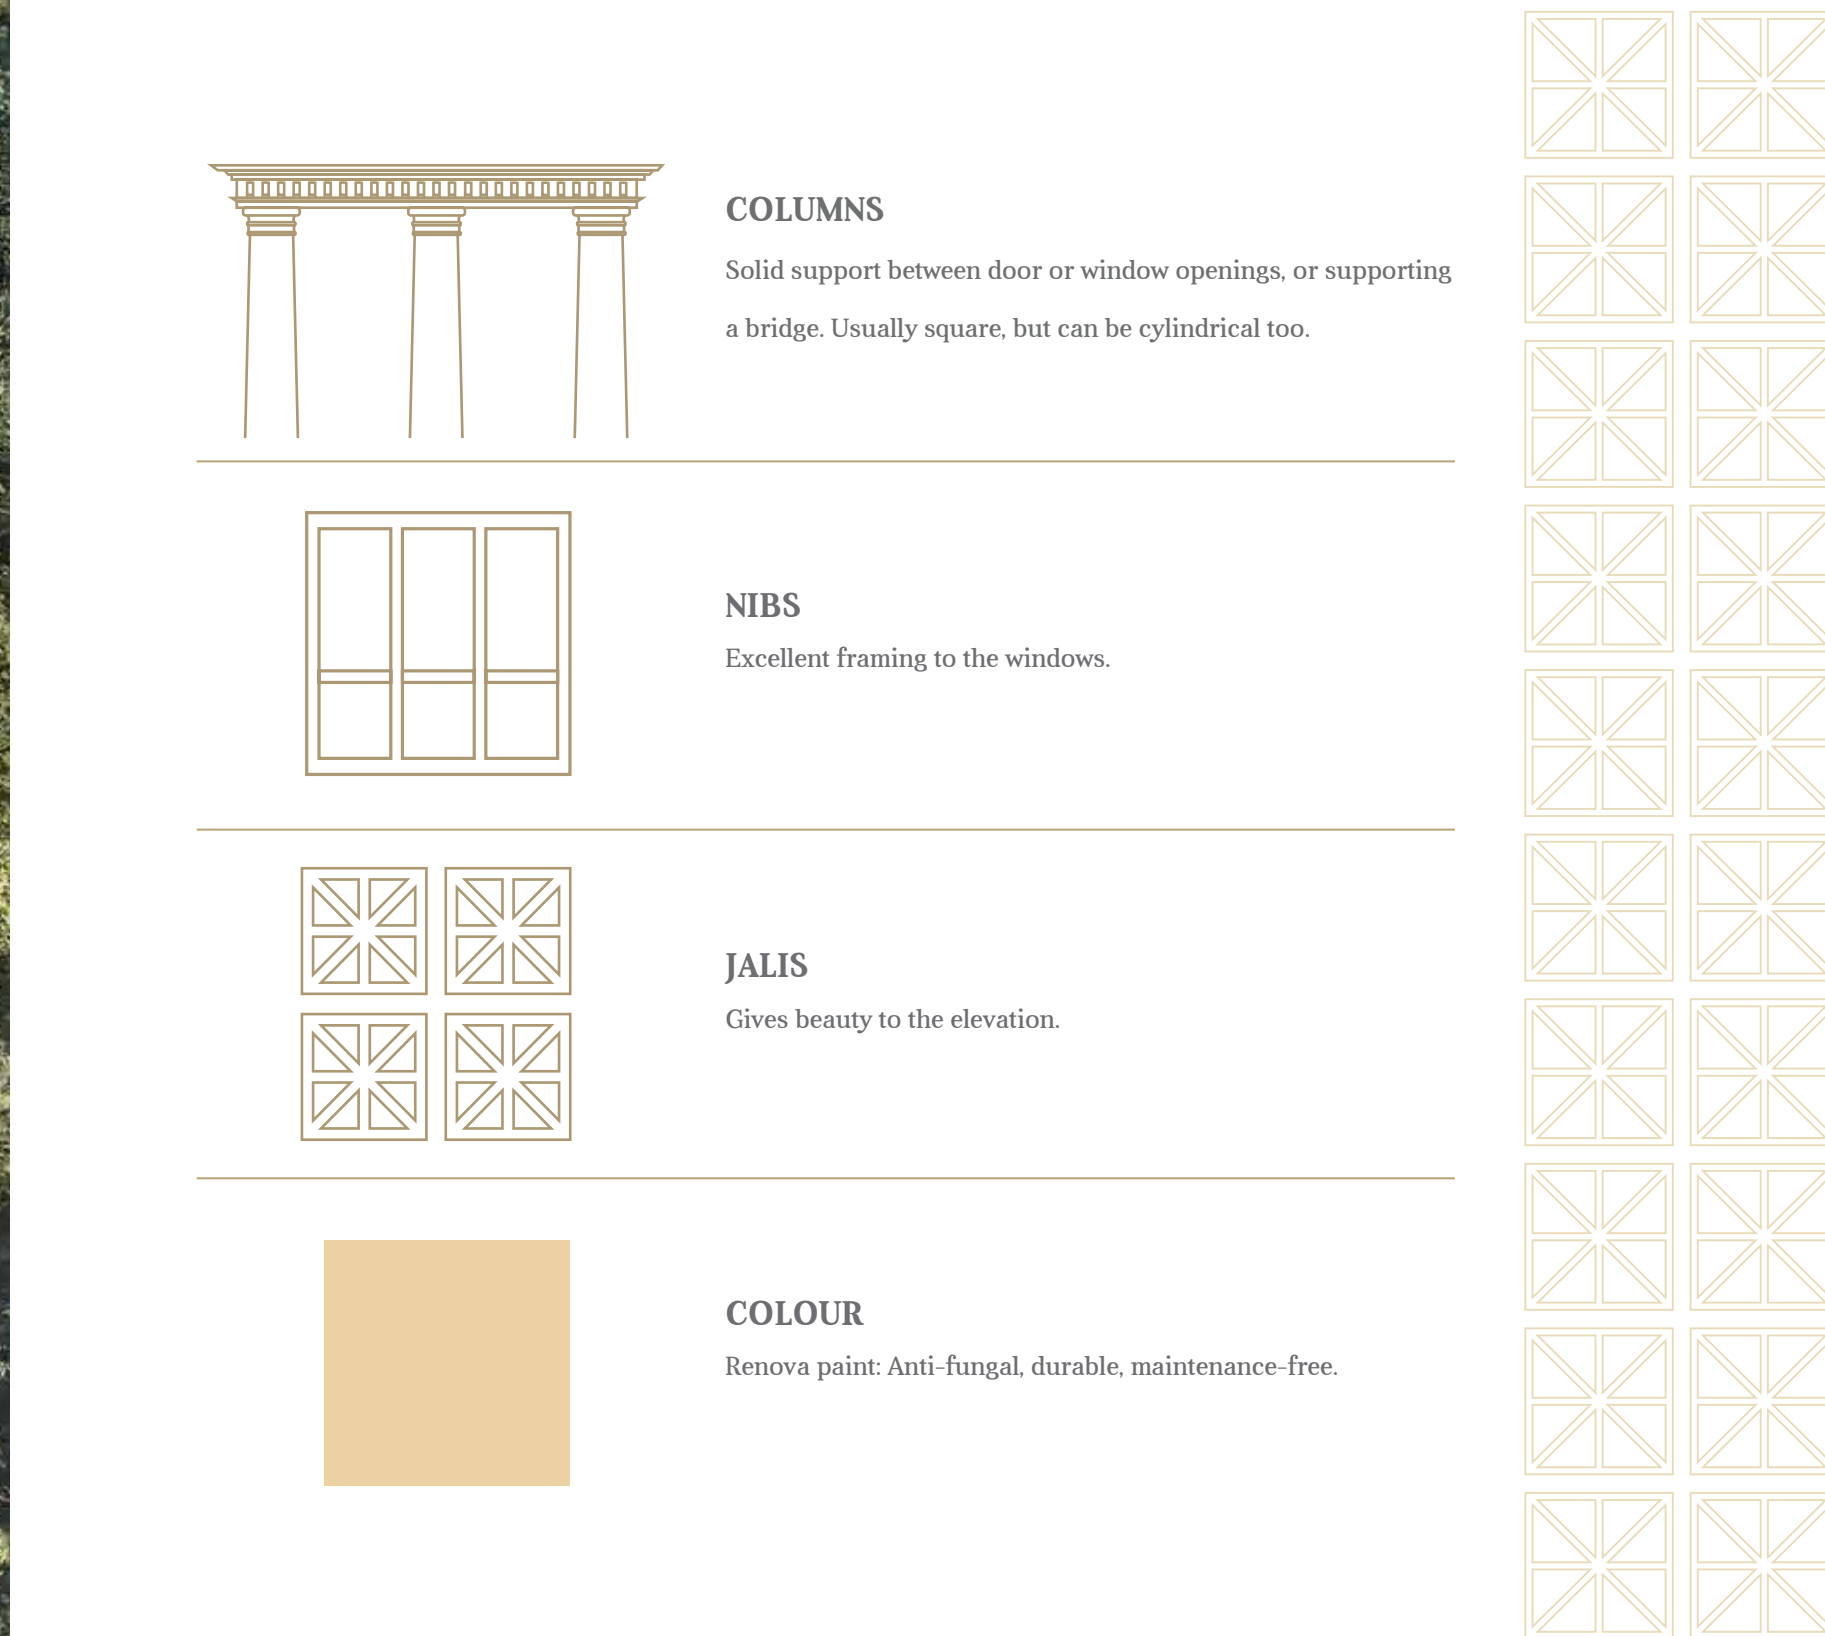 COLUMNS
Solid support between door or window openings, or supporting
a bridge. Usually square, but can be cylindrical too.
NIBS
Excellent framing to the windows.
JALIS
Gives beauty to the elevation.
COLOUR
Renova paint: Anti-fungal, durable, maintenance-free.